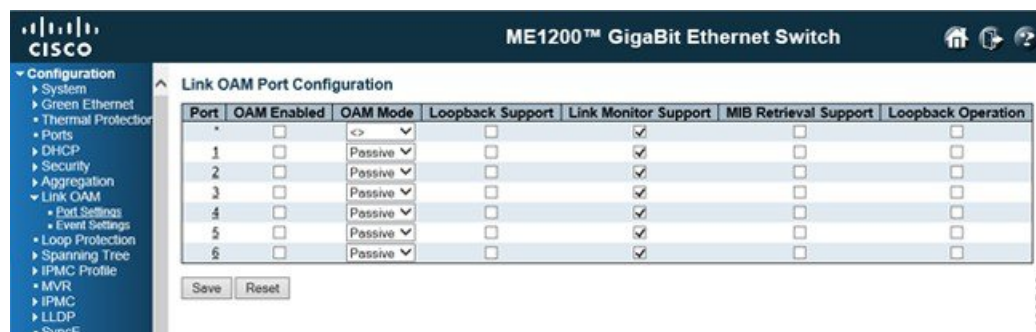 CISCO
ME1200™ GigaBit Ethernet Switch
Configuration
System
Green Ethernet
Thermal Protection
Ports
DHCP
Security
Aggregation
Link OAM
Port Settings
Event Settings
Loop Protection
Spanning Tree
IPMC Profile
MVR
IPMC
LLDP
SyncE
Link OAM Port Configuration
Port OAM Enabled OAM Mode Loopback Support Link Monitor Support MIB Retrieval Support Loopback Operation
* <>
1 Passive
2 Passive
3 Passive
4 Passive
5 Passive
6 Passive
Save Reset